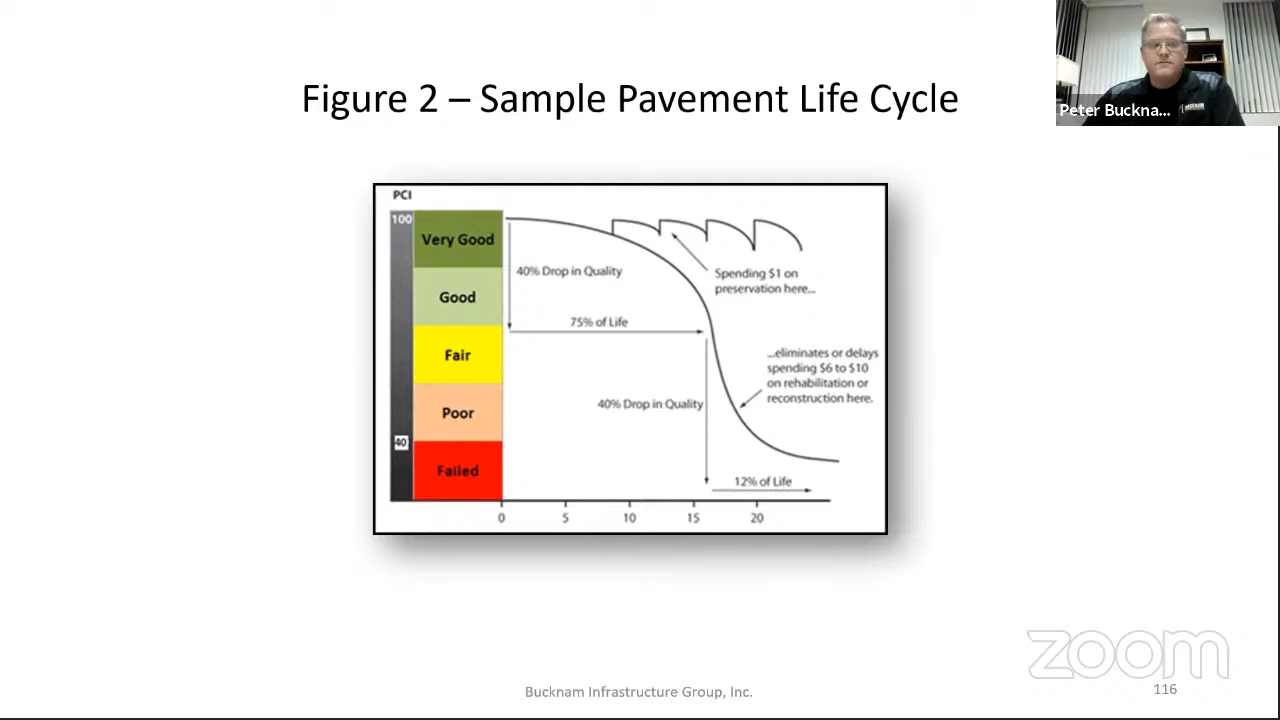 Figure 2 – Sample Pavement Life Cycle
Peter Buckna...
PCI
100
Very Good
Good
Fair
Poor
Failed
40
40% Drop in Quality
75% of Life
Spending $1 on
preservation here...
...eliminates or delays
spending $6 to $10
on rehabilitation or
reconstruction here.
40% Drop in Quality
12% of Life
0
5
10
15
20
zoom
Bucknam Infrastructure Group, Inc.
116